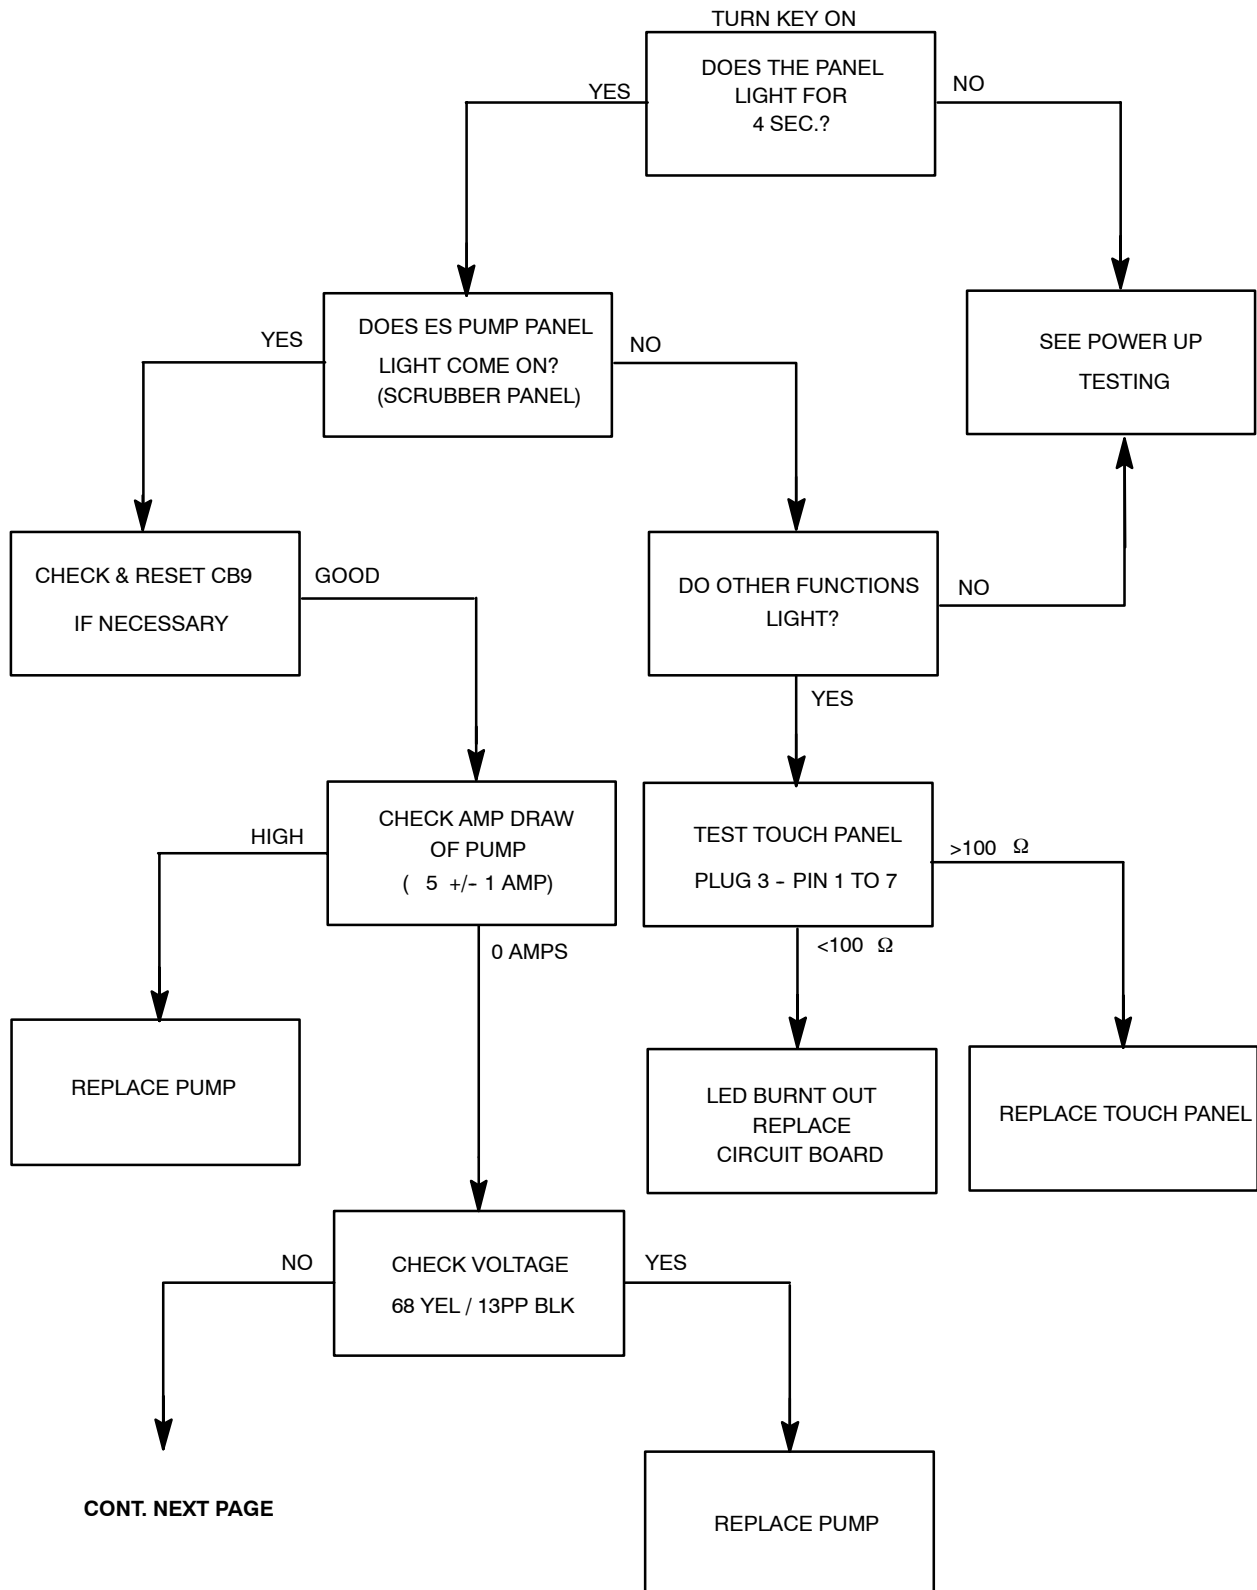 TURN KEY ON
DOES THE PANEL
LIGHT FOR
4 SEC.?
YES
NO
DOES ES PUMP PANEL
LIGHT COME ON?
(SCRUBBER PANEL)
YES
NO
SEE POWER UP
TESTING
CHECK & RESET CB9
IF NECESSARY
GOOD
DO OTHER FUNCTIONS
LIGHT?
NO
YES
CHECK AMP DRAW
OF PUMP
( 5 +/- 1 AMP)
HIGH
0 AMPS
TEST TOUCH PANEL
PLUG 3 - PIN 1 TO 7
>100 Ω
<100 Ω
REPLACE PUMP
LED BURNT OUT
REPLACE
CIRCUIT BOARD
REPLACE TOUCH PANEL
CHECK VOLTAGE
68 YEL / 13PP BLK
NO
YES
CONT. NEXT PAGE
REPLACE PUMP